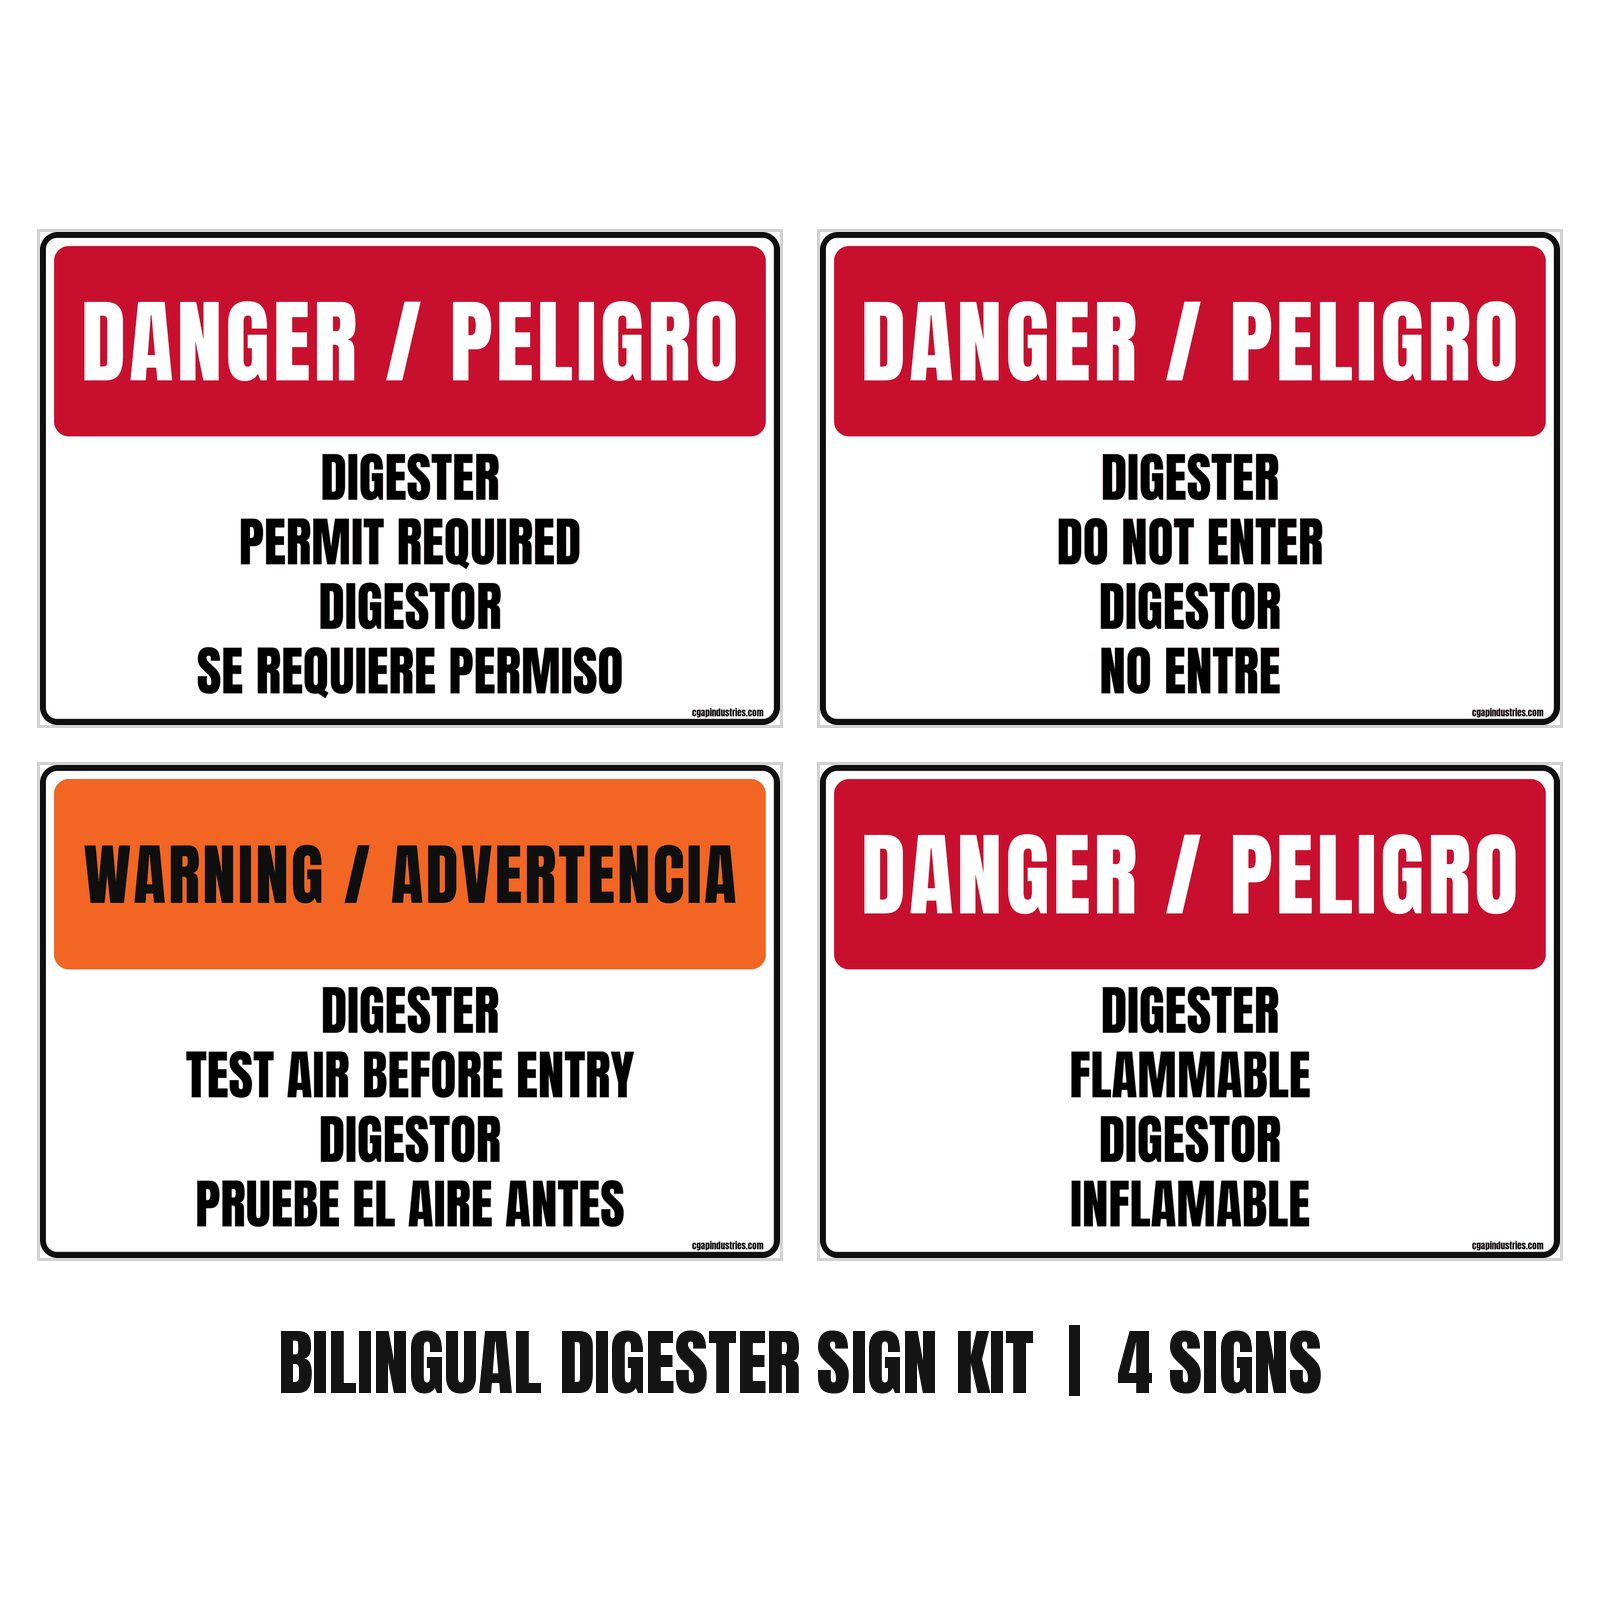 DANGER / PELIGRO
DIGESTER
PERMIT REQUIRED
DIGESTOR
SE REQUIERE PERMISO
cgapindustries.com
DANGER / PELIGRO
DIGESTER
DO NOT ENTER
DIGESTOR
NO ENTRE
cgapindustries.com
WARNING / ADVERTENCIA
DIGESTER
TEST AIR BEFORE ENTRY
DIGESTOR
PRUEBE EL AIRE ANTES
cgapindustries.com
DANGER / PELIGRO
DIGESTER
FLAMMABLE
DIGESTOR
INFLAMABLE
cgapindustries.com
BILINGUAL DIGESTER SIGN KIT | 4 SIGNS